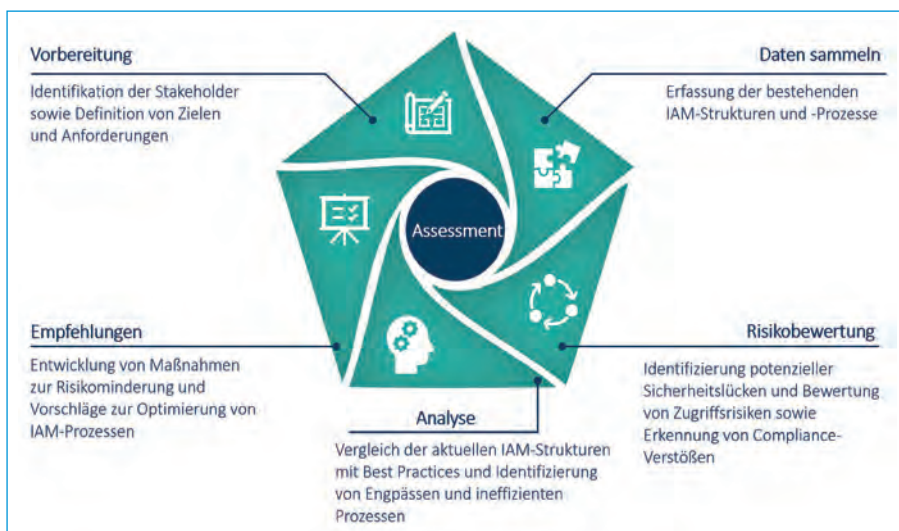 Vorbereitung
Identifikation der Stakeholder
sowie Definition von Zielen
und Anforderungen
Daten sammeln
Erfassung der bestehenden
IAM-Strukturen und -Prozesse
Assessment
Empfehlungen
Entwicklung von Maßnahmen
zur Risikominderung und
Vorschläge zur Optimierung von
IAM-Prozessen
Analyse
Vergleich der aktuellen IAM-Strukturen
mit Best Practices und Identifizierung
von Engpässen und ineffizienten
Prozessen
Risikobewertung
Identifizierung potenzieller
Sicherheitslücken und Bewertung
von Zugriffsrisiken sowie
Erkennung von Compliance-
Verstößen